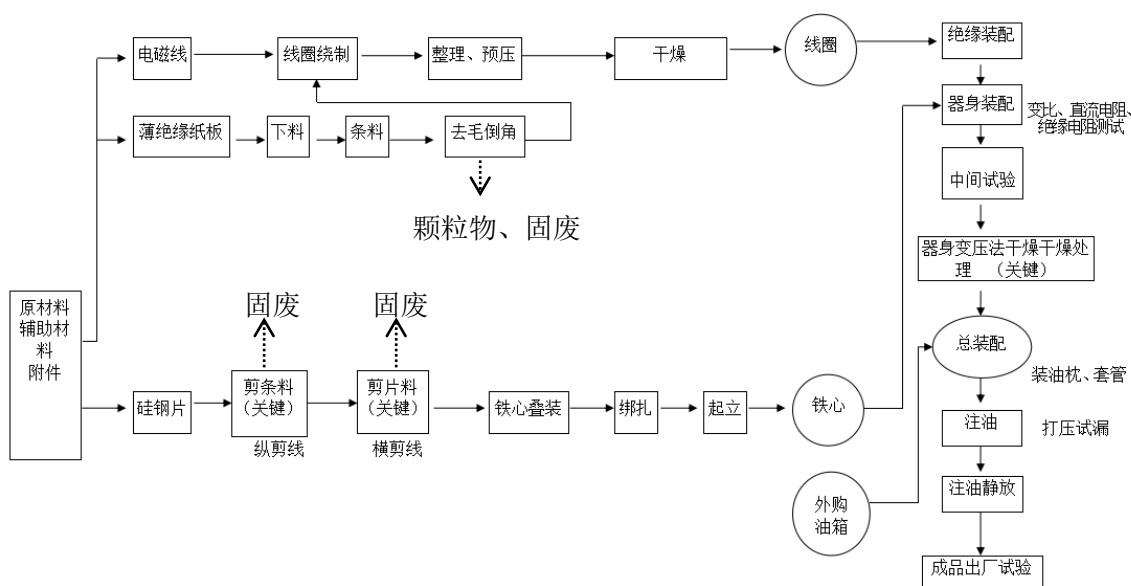 电磁线
线圈绕制
整理、预压
干燥
线圈
绝缘装配
薄绝缘纸板
下料
条料
去毛倒角
器身装配
变比、直流电阻、
绝缘电阻测试
中间试验
颗粒物、固废
器身变压法干燥干燥处
理 （关键）
原材料
辅助材
料
附件
固废
固废
总装配
装油枕、套管
硅钢片
剪条料
（关键）
纵剪线
剪片料
（关键）
横剪线
铁心叠装
绑扎
起立
铁心
注油
打压试漏
外购
油箱
注油静放
成品出厂试验